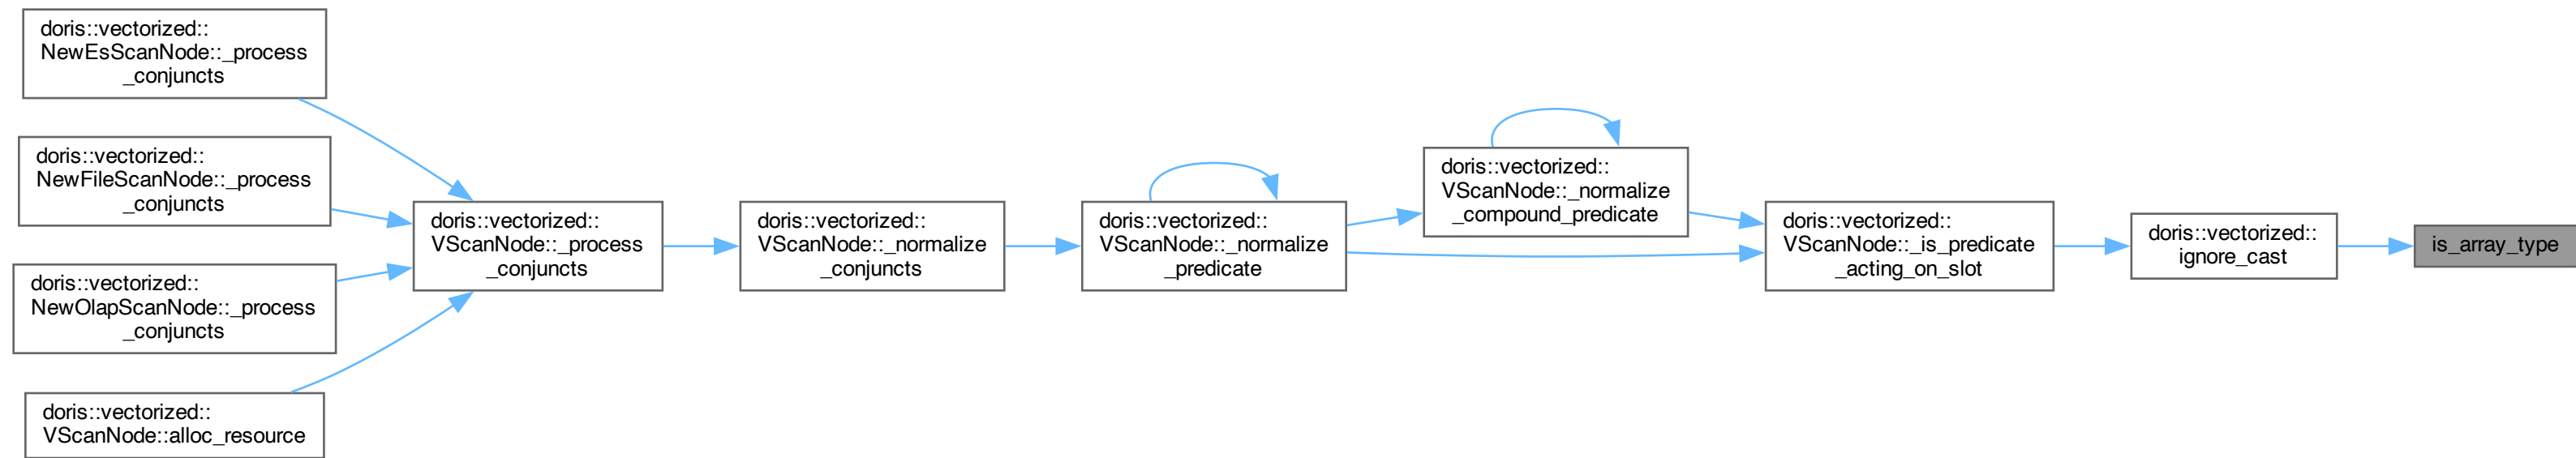 doris::vectorized::
NewEsScanNode::_process
_conjuncts
doris::vectorized::
NewFileScanNode::_process
_conjuncts
doris::vectorized::
NewOlapScanNode::_process
_conjuncts
doris::vectorized::
VScanNode::alloc_resource
doris::vectorized::
VScanNode::_process
_conjuncts
doris::vectorized::
VScanNode::_normalize
_conjuncts
doris::vectorized::
VScanNode::_normalize
_predicate
doris::vectorized::
VScanNode::_normalize
_compound_predicate
doris::vectorized::
VScanNode::_is_predicate
_acting_on_slot
doris::vectorized::
ignore_cast
is_array_type